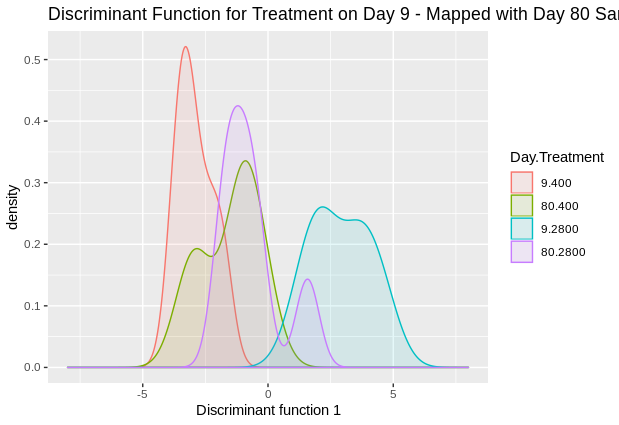 Discriminant Function for Treatment on Day 9 - Mapped with Day 80
density
0.5
0.4
0.3
0.2
0.1
0.0
-5 0 5
Discriminant function 1
Day.Treatment
9.400
80.400
9.2800
80.2800